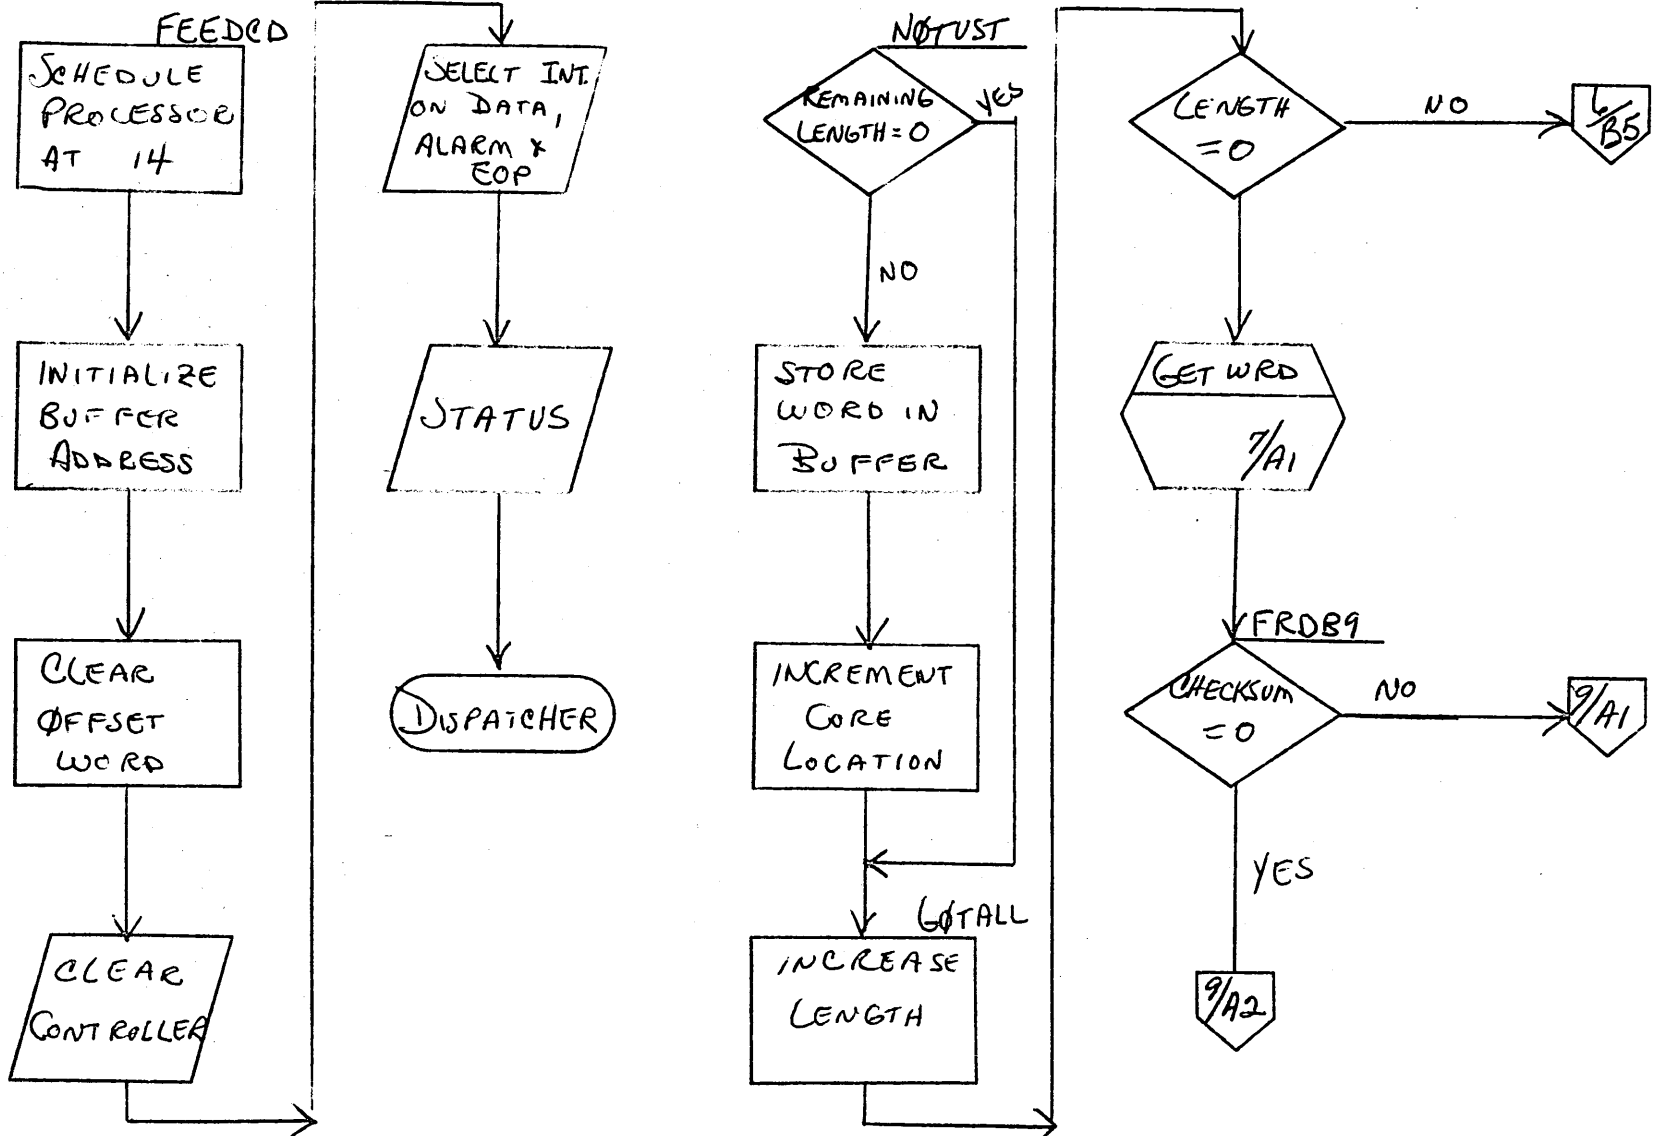 FEEDCD
SCHEDULE
PROCESSOR
AT 14
INITIALIZE
BUFFER
ADDRESS
CLEAR
ØFFSET
WORD
CLEAR
CONTROLLER
SELECT INT.
ON DATA,
ALARM &
EOP
STATUS
DISPATCHER
NØTUST
REMAINING
LENGTH=0
YES
NO
STORE
WORD IN
BUFFER
INCREMENT
CORE
LOCATION
GØTALL
INCREASE
LENGTH
LENGTH
=0
NO
6/B5
GETWRD
7/A1
FRDB9
CHECKSUM
=0
NO
9/A1
YES
9/A2